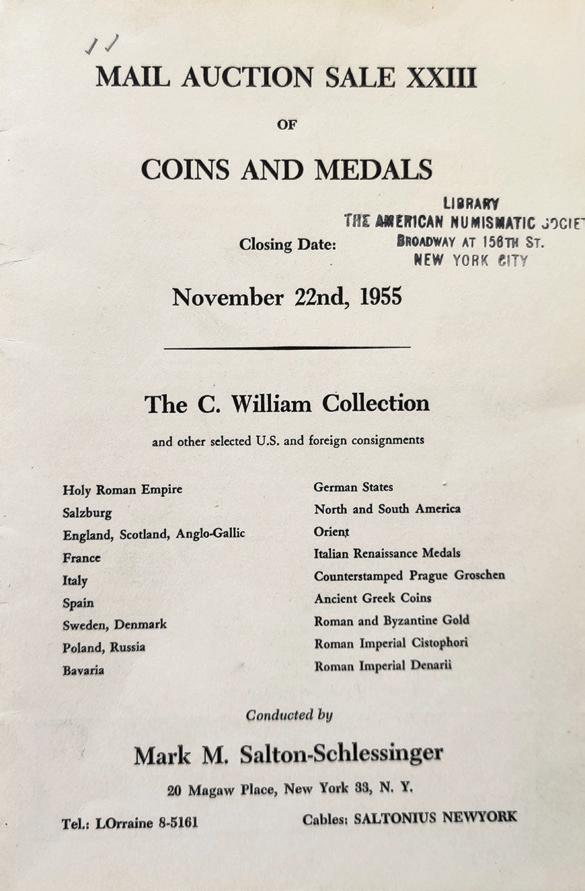 MAIL AUCTION SALE XXIII
OF
COINS AND MEDALS
LIBRARY
THE AMERICAN NUMISMATIC SOCIET
BROADWAY AT 156TH ST.
NEW YORK CITY
Closing Date:
November 22nd, 1955
The C. William Collection
and other selected U.S. and foreign consignments
Holy Roman Empire
Salzburg
England, Scotland, Anglo-Gallic
France
Italy
Spain
Sweden, Denmark
Poland, Russia
Bavaria
German States
North and South America
Orient
Italian Renaissance Medals
Counterstamped Prague Groschen
Ancient Greek Coins
Roman and Byzantine Gold
Roman Imperial Cistophori
Roman Imperial Denarii
Conducted by
Mark M. Salton-Schlessinger
20 Magaw Place, New York 33, N. Y.
Tel.: LOrraine 8-5161
Cables: SALTONIUS NEWYORK